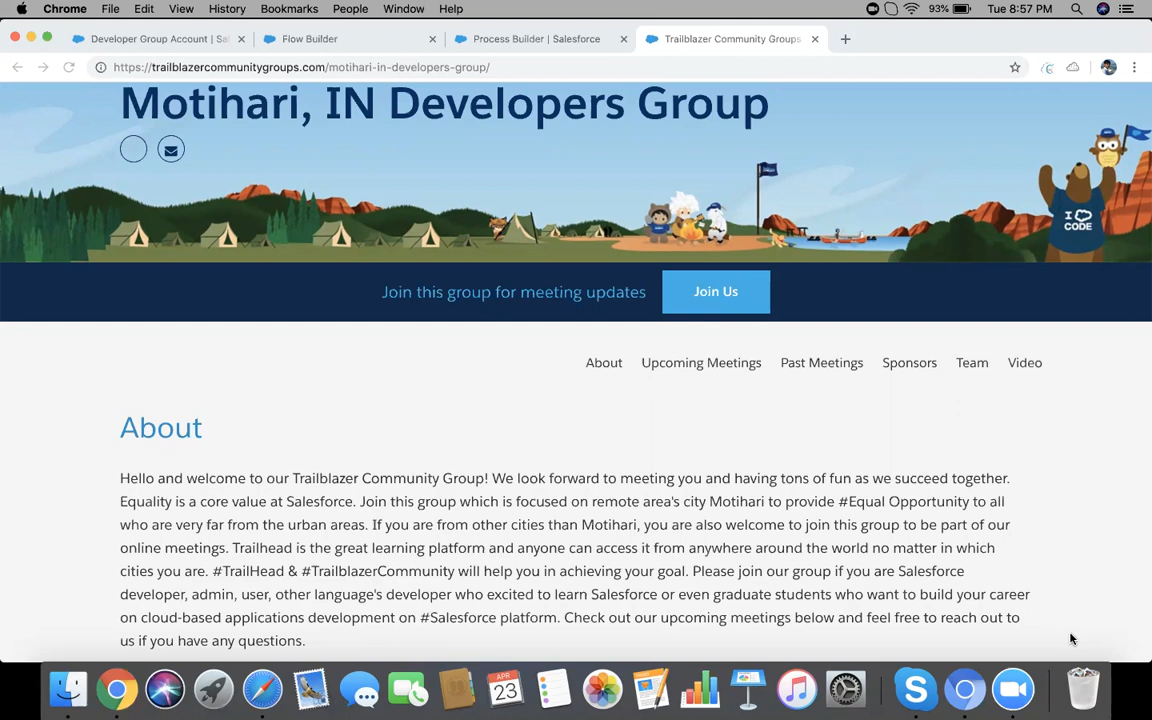 Chrome File Edit View History Bookmarks People Window Help 93% Tue 8:57 PM
Developer Group Account | Sal Flow Builder Process Builder | Salesforce Trailblazer Community Groups
https://trailblazercommunitygroups.com/motihari-in-developers-group/
Motihari, IN Developers Group
I CODE
Join this group for meeting updates Join Us
About Upcoming Meetings Past Meetings Sponsors Team Video
About
Hello and welcome to our Trailblazer Community Group! We look forward to meeting you and having tons of fun as we succeed together.
Equality is a core value at Salesforce. Join this group which is focused on remote area's city Motihari to provide #Equal Opportunity to all
who are very far from the urban areas. If you are from other cities than Motihari, you are also welcome to join this group to be part of our
online meetings. Trailhead is the great learning platform and anyone can access it from anywhere around the world no matter in which
cities you are. #TrailHead & #TrailblazerCommunity will help you in achieving your goal. Please join our group if you are Salesforce
developer, admin, user, other language's developer who excited to learn Salesforce or even graduate students who want to build your career
on cloud-based applications development on #Salesforce platform. Check out our upcoming meetings below and feel free to reach out to
us if you have any questions.
APR
23